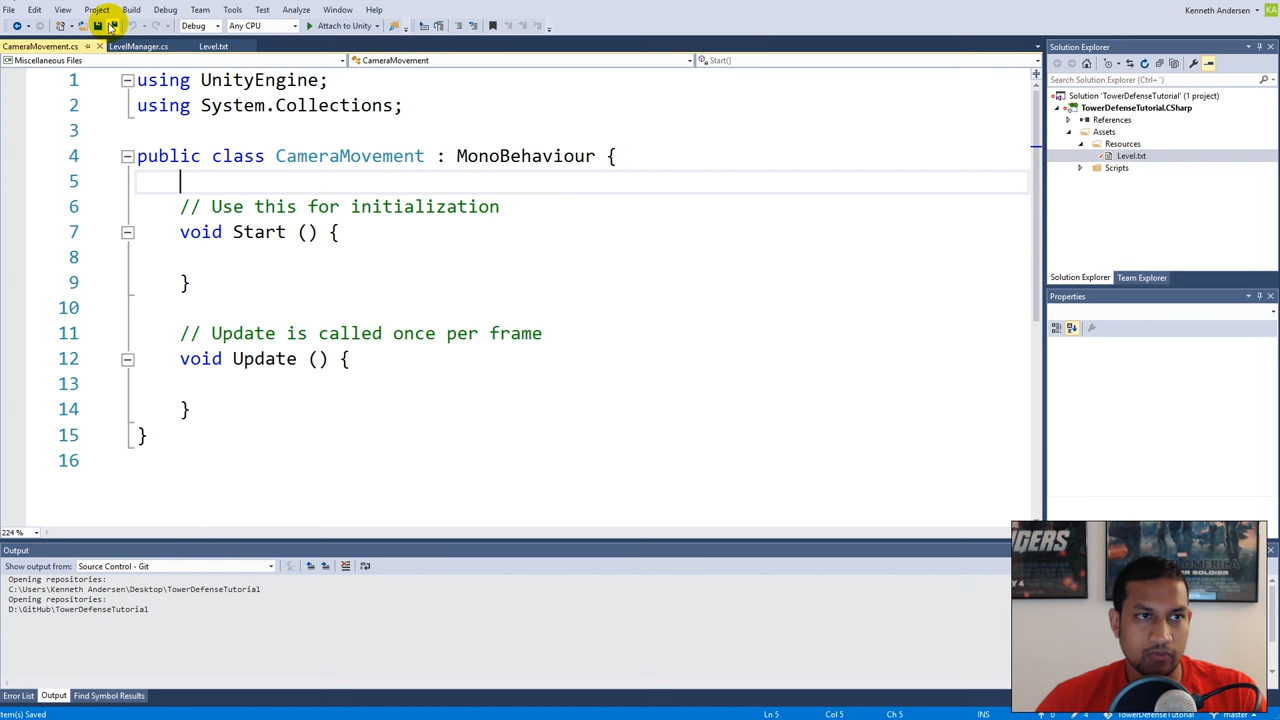 File Edit View Project Build Debug Team Tools Test Analyze Window Help
Kenneth Andersen KA
Debug Any CPU Attach to Unity
CameraMovement.cs LevelManager.cs Level.txt
Miscellaneous Files CameraMovement Start()
1 using UnityEngine;
2 using System.Collections;
3
4 public class CameraMovement : MonoBehaviour {
5
6 // Use this for initialization
7 void Start () {
8
9 }
10
11 // Update is called once per frame
12 void Update () {
13
14 }
15 }
16
224 %
Solution Explorer
Search Solution Explorer (Ctrl+¨)
Solution 'TowerDefenseTutorial' (1 project)
TowerDefenseTutorial.CSharp
References
Assets
Resources
Level.txt
Scripts
Solution Explorer Team Explorer
Properties
Output
Show output from: Source Control - Git
Opening repositories:
C:\Users\Kenneth Andersen\Desktop\TowerDefenseTutorial
Opening repositories:
D:\GitHub\TowerDefenseTutorial
Error List Output Find Symbol Results
tem(s) Saved Ln 5 Col 5 Ch 5 INS 0 4 TowerDefenseTutorial master